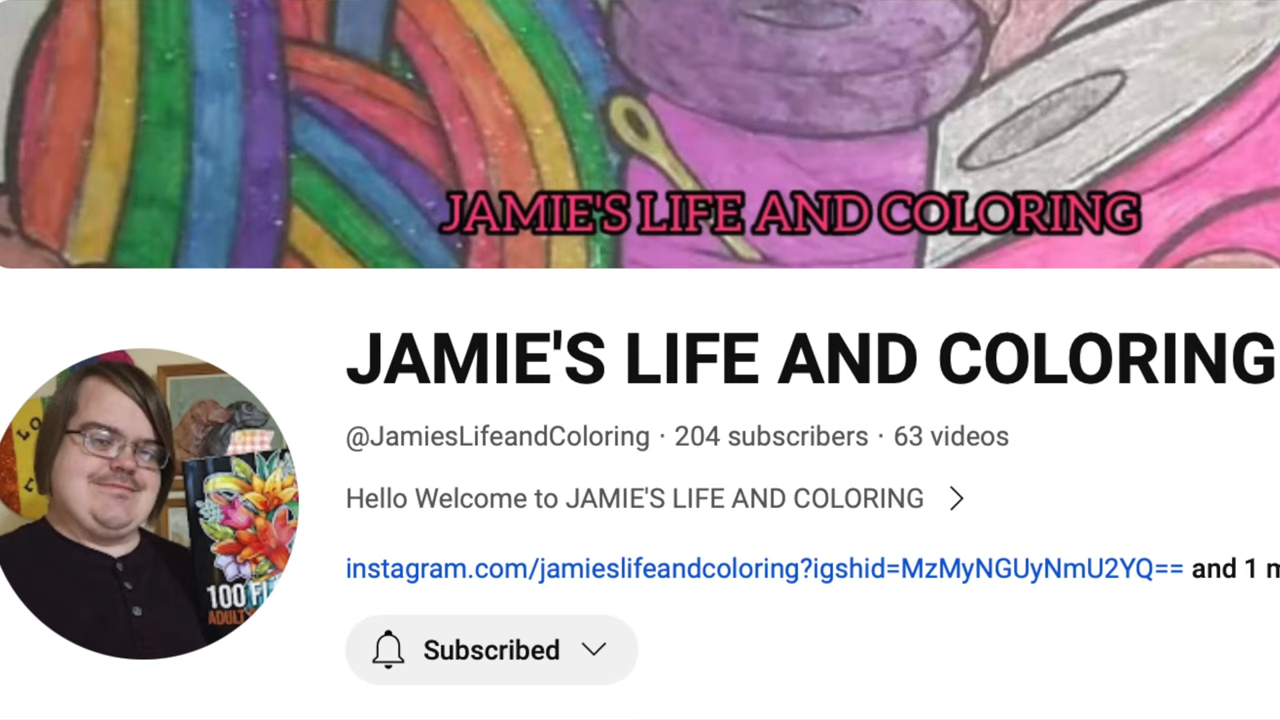 JAMIE'S LIFE AND COLORING
JAMIE'S LIFE AND COLORING
@JamiesLifeandColoring · 204 subscribers · 63 videos
Hello Welcome to JAMIE'S LIFE AND COLORING
instagram.com/jamieslifeandcoloring?igshid=MzMyNGUyNmU2YQ== and 1
100
ADULT
Subscribed